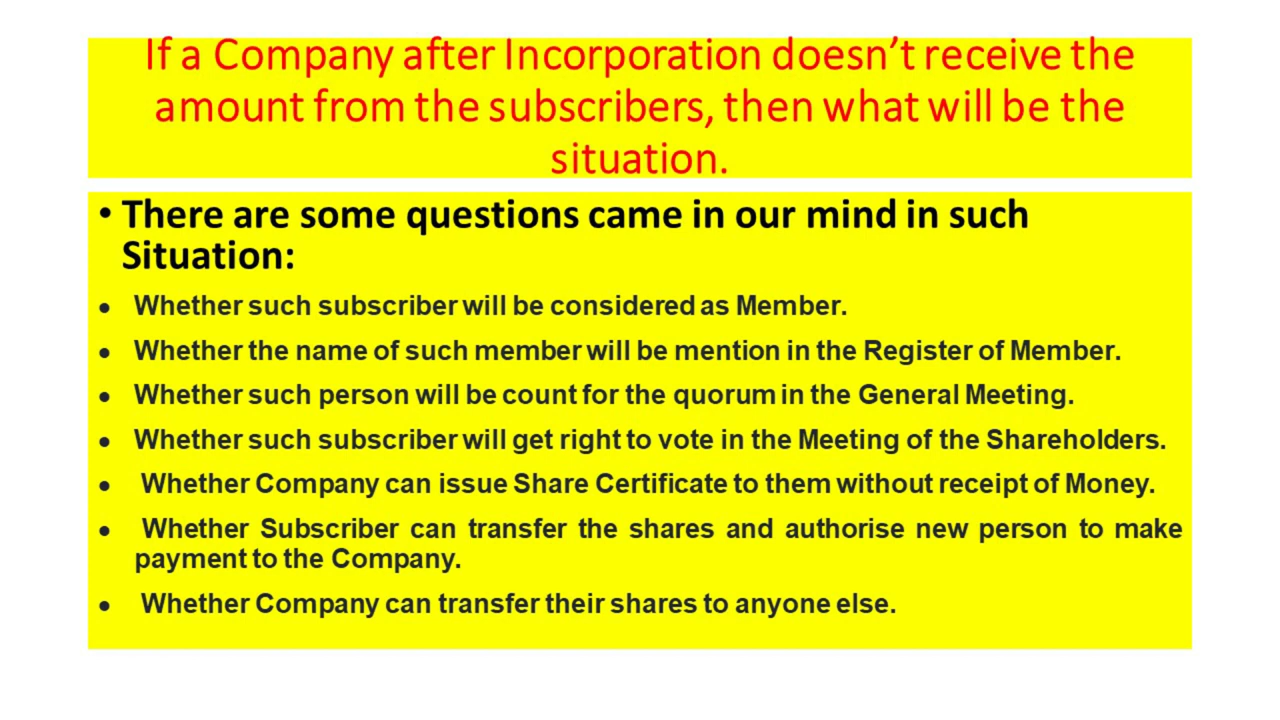 If a Company after Incorporation doesn’t receive the
amount from the subscribers, then what will be the
situation.
• There are some questions came in our mind in such
Situation:
• Whether such subscriber will be considered as Member.
• Whether the name of such member will be mention in the Register of Member.
• Whether such person will be count for the quorum in the General Meeting.
• Whether such subscriber will get right to vote in the Meeting of the Shareholders.
• Whether Company can issue Share Certificate to them without receipt of Money.
• Whether Subscriber can transfer the shares and authorise new person to make
payment to the Company.
• Whether Company can transfer their shares to anyone else.